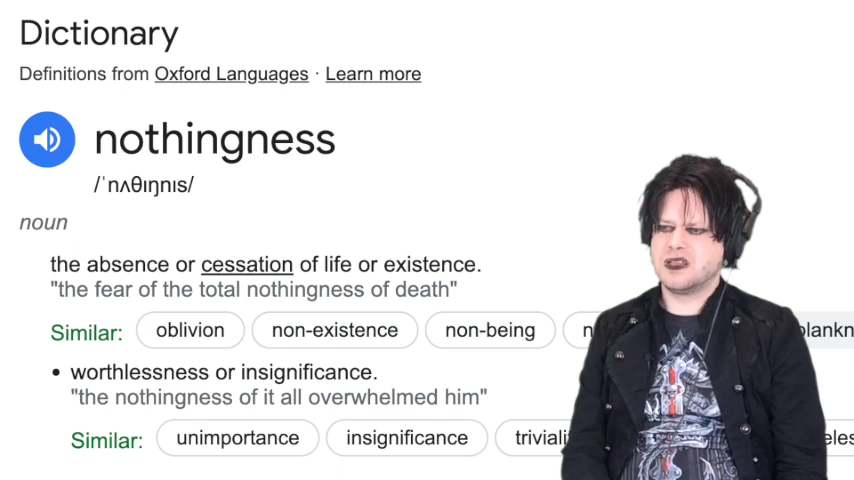 Dictionary
Definitions from Oxford Languages · Learn more
nothingness
/ˈnʌθɪŋnɪs/
noun
the absence or cessation of life or existence.
"the fear of the total nothingness of death"
Similar: oblivion non-existence non-being
• worthlessness or insignificance.
"the nothingness of it all overwhelmed him"
Similar: unimportance insignificance